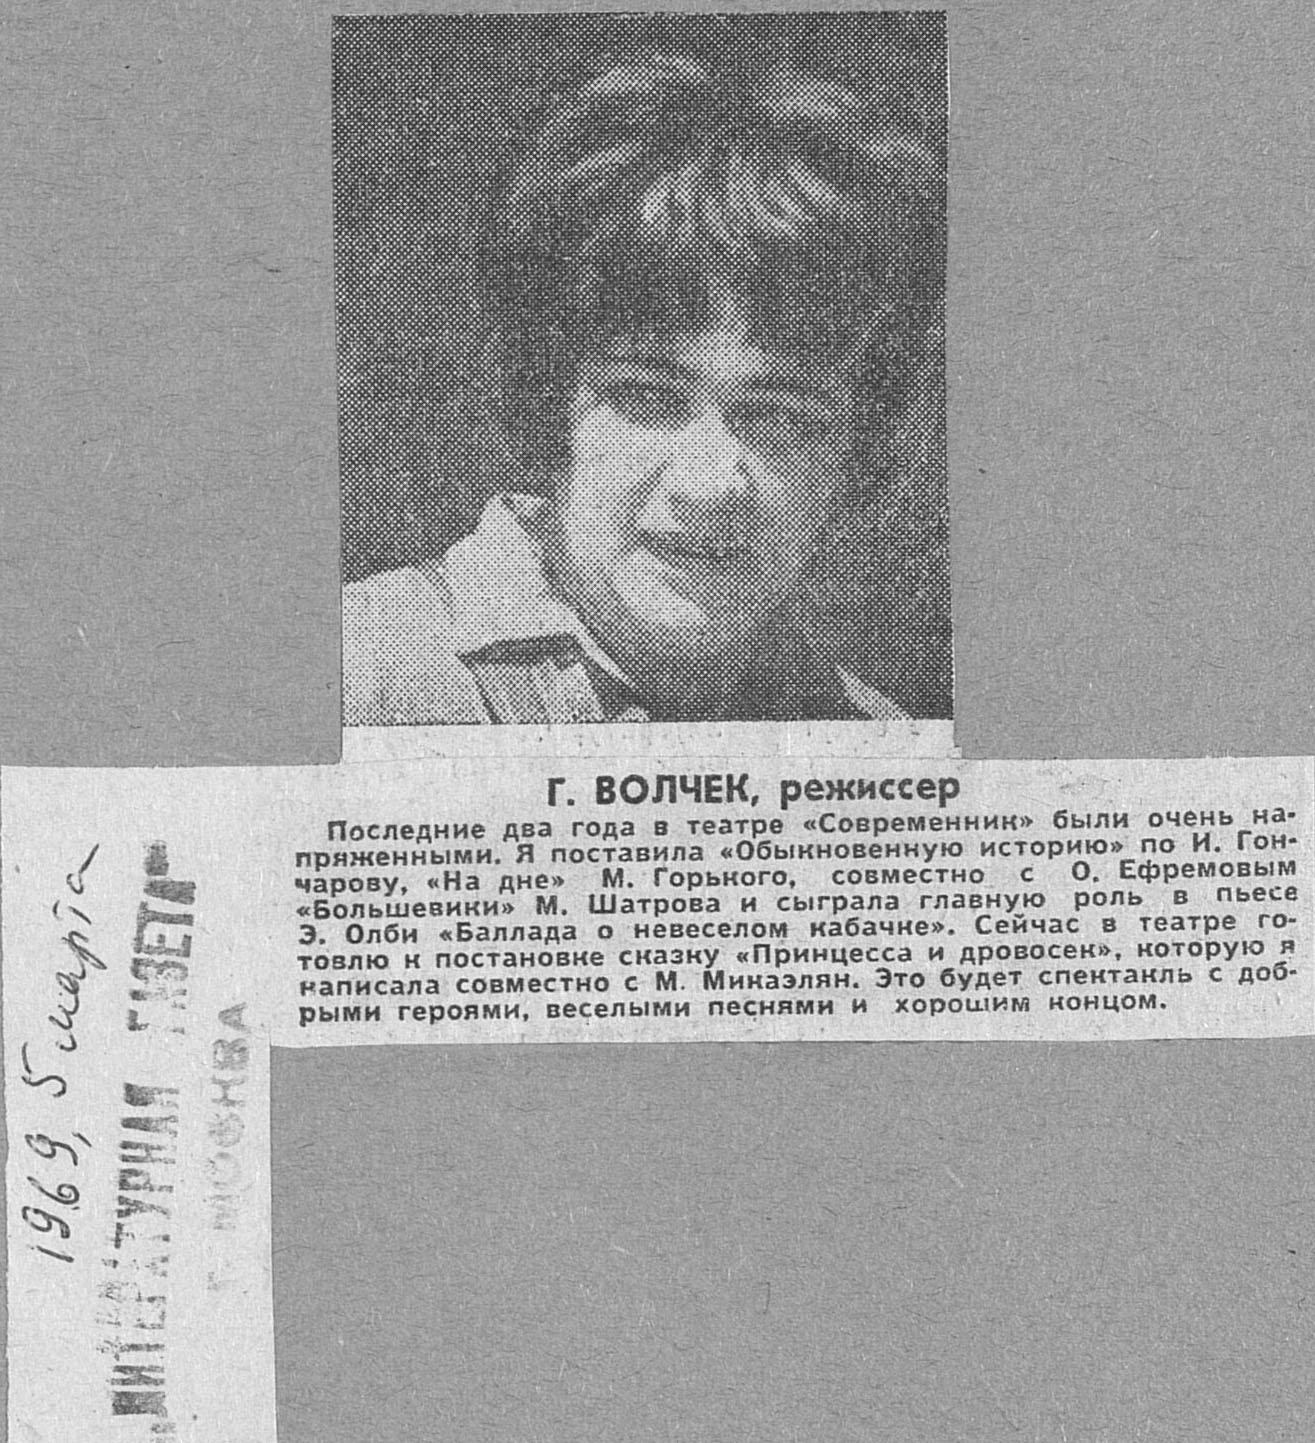 Г. ВОЛЧЕК, режиссер
Последние два года в театре «Современник» были очень на-
пряженными. Я поставила «Обыкновенную историю» по И. Гон-
чарову, «На дне» М. Горького, совместно с О. Ефремовым
«Большевики» М. Шатрова и сыграла главную роль в пьесе
Э. Олби «Баллада о невеселом кабачке». Сейчас в театре го-
товлю к постановке сказку «Принцесса и дровосек», которую я
написала совместно с М. Микаэлян. Это будет спектакль с доб-
рыми героями, веселыми песнями и хорошим концом.
1969, 5 марта
„ЛИТЕРАТУРНАЯ ГАЗЕТА"
г. МОСКВА